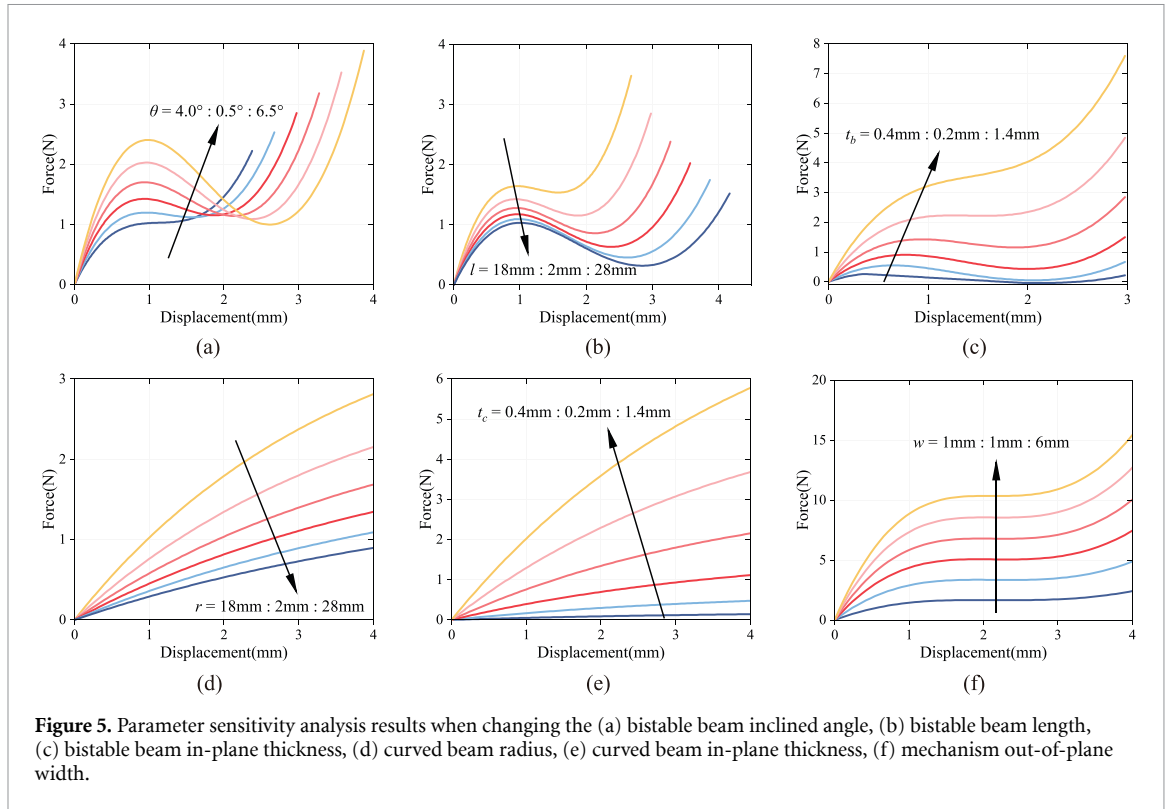 4
3
2
1
0
0
1
2
3
4
Force(N)
Displacement(mm)
θ = 4.0° : 0.5° : 6.5°
(a)
4
3
2
1
0
0
1
2
3
4
Force(N)
Displacement(mm)
l = 18mm : 2mm : 28mm
(b)
8
7
6
5
4
3
2
1
0
0
1
2
3
Force(N)
Displacement(mm)
t_b = 0.4mm : 0.2mm : 1.4mm
(c)
3
2
1
0
0
1
2
3
4
Force(N)
Displacement(mm)
r = 18mm : 2mm : 28mm
(d)
6
5
4
3
2
1
0
0
1
2
3
4
Force(N)
Displacement(mm)
t_c = 0.4mm : 0.2mm : 1.4mm
(e)
20
15
10
5
0
0
1
2
3
4
Force(N)
Displacement(mm)
w = 1mm : 1mm : 6mm
(f)
Figure 5. Parameter sensitivity analysis results when changing the (a) bistable beam inclined angle, (b) bistable beam length,
(c) bistable beam in-plane thickness, (d) curved beam radius, (e) curved beam in-plane thickness, (f) mechanism out-of-plane
width.